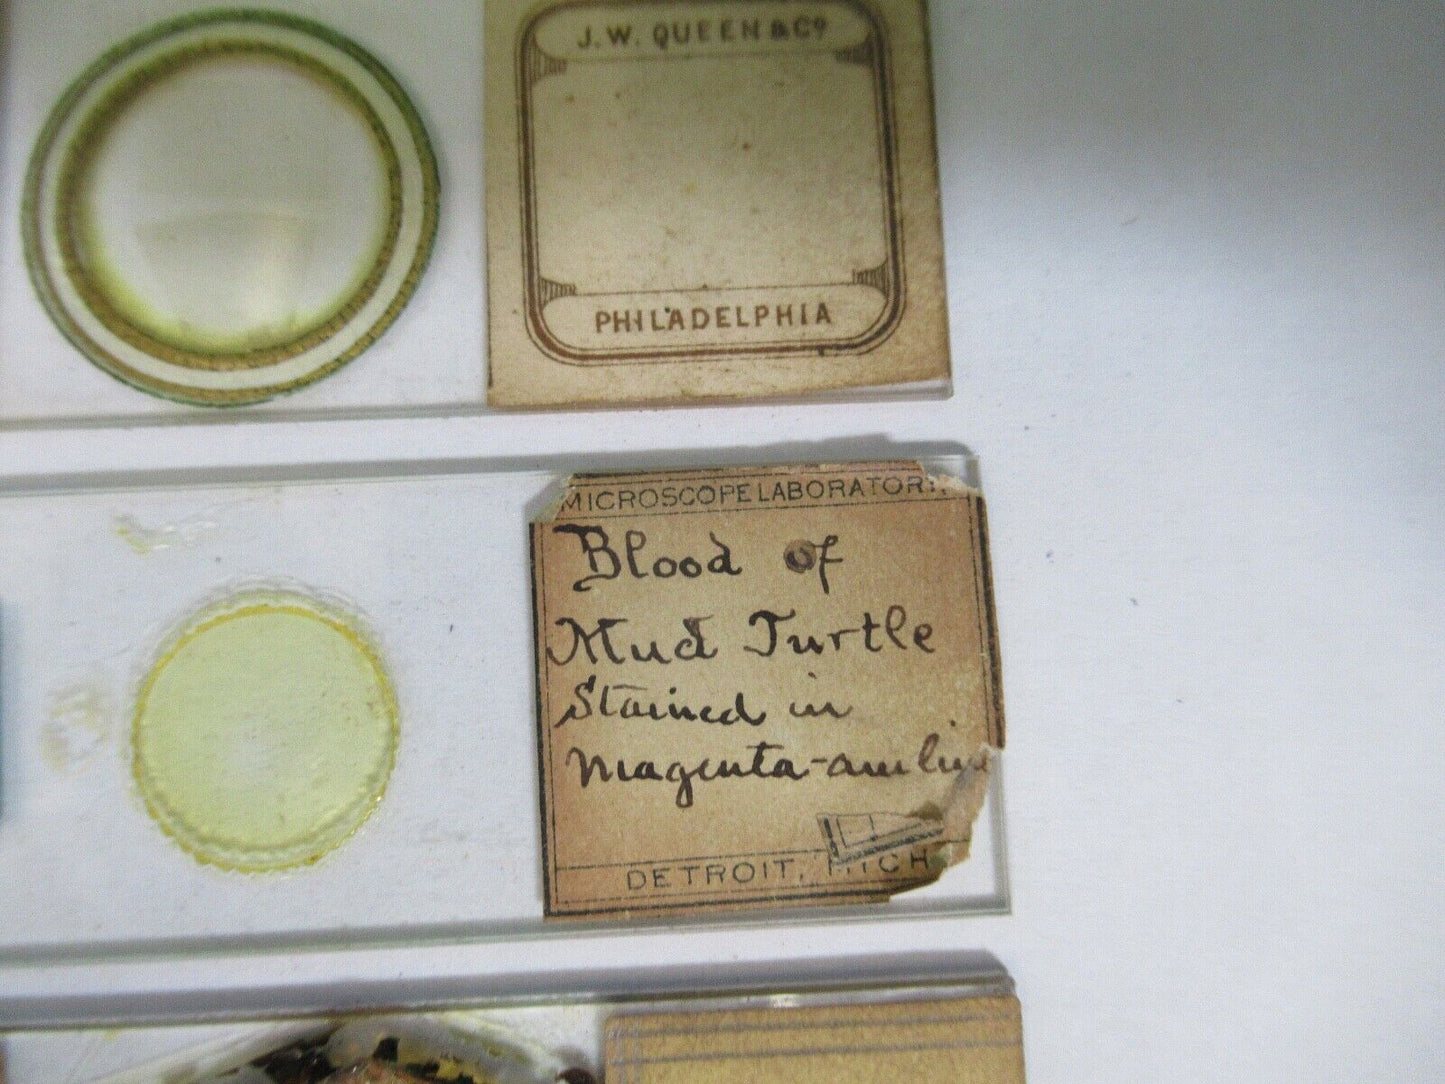 J. W. QUEEN & Co
PHILADELPHIA
MICROSCOPE LABORATORY.
Blood of
Mud Turtle
Stained in
Magenta-aniline
DETROIT, MICH